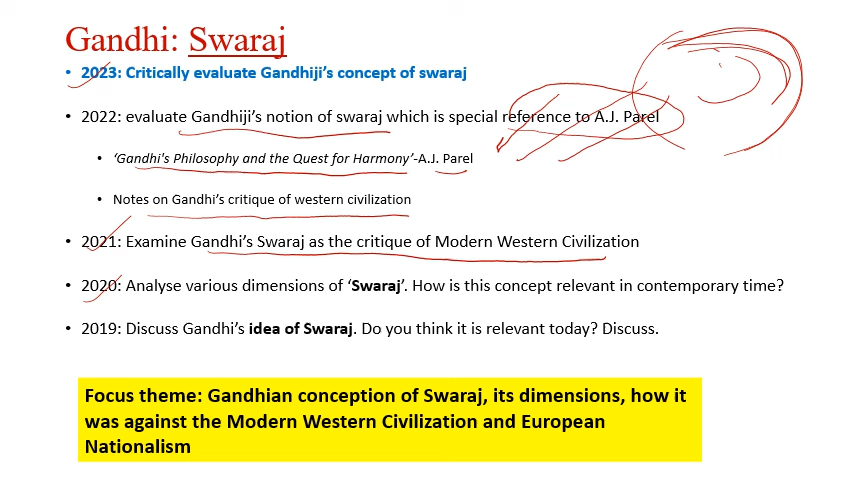 Gandhi: Swaraj
• 2023: Critically evaluate Gandhiji’s concept of swaraj
• 2022: evaluate Gandhiji’s notion of swaraj which is special reference to A.J. Parel
• ‘Gandhi's Philosophy and the Quest for Harmony’-A.J. Parel
• Notes on Gandhi’s critique of western civilization
• 2021: Examine Gandhi’s Swaraj as the critique of Modern Western Civilization
• 2020: Analyse various dimensions of ‘Swaraj’. How is this concept relevant in contemporary time?
• 2019: Discuss Gandhi’s idea of Swaraj. Do you think it is relevant today? Discuss.
Focus theme: Gandhian conception of Swaraj, its dimensions, how it
was against the Modern Western Civilization and European
Nationalism